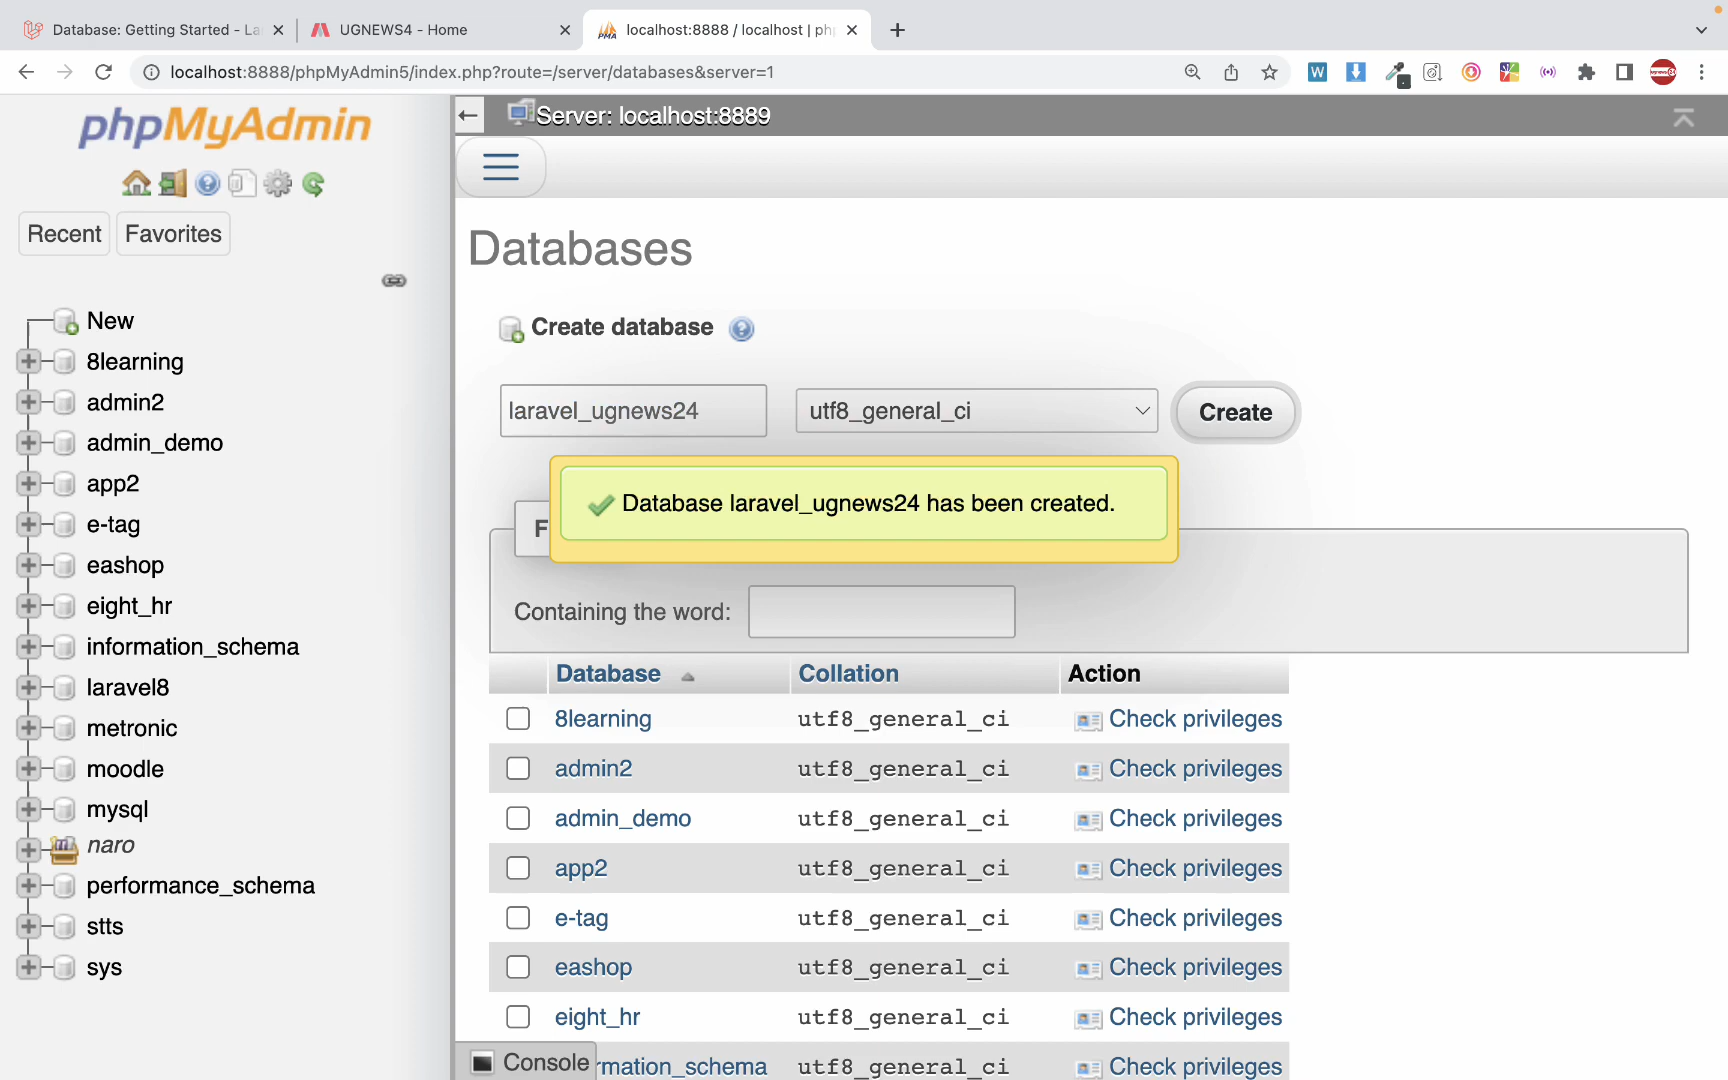 Database: Getting Started - La
UGNEWS4 - Home
localhost:8888 / localhost | php
localhost:8888/phpMyAdmin5/index.php?route=/server/databases&server=1
phpMyAdmin
Recent
Favorites
New
8learning
admin2
admin_demo
app2
e-tag
eashop
eight_hr
information_schema
laravel8
metronic
moodle
mysql
naro
performance_schema
stts
sys
Server: localhost:8889
Databases
Create database
laravel_ugnews24
utf8_general_ci
Create
Database laravel_ugnews24 has been created.
F
Containing the word:
Database Collation Action
8learning utf8_general_ci Check privileges
admin2 utf8_general_ci Check privileges
admin_demo utf8_general_ci Check privileges
app2 utf8_general_ci Check privileges
e-tag utf8_general_ci Check privileges
eashop utf8_general_ci Check privileges
eight_hr utf8_general_ci Check privileges
rmation_schema utf8_general_ci Check privileges
Console